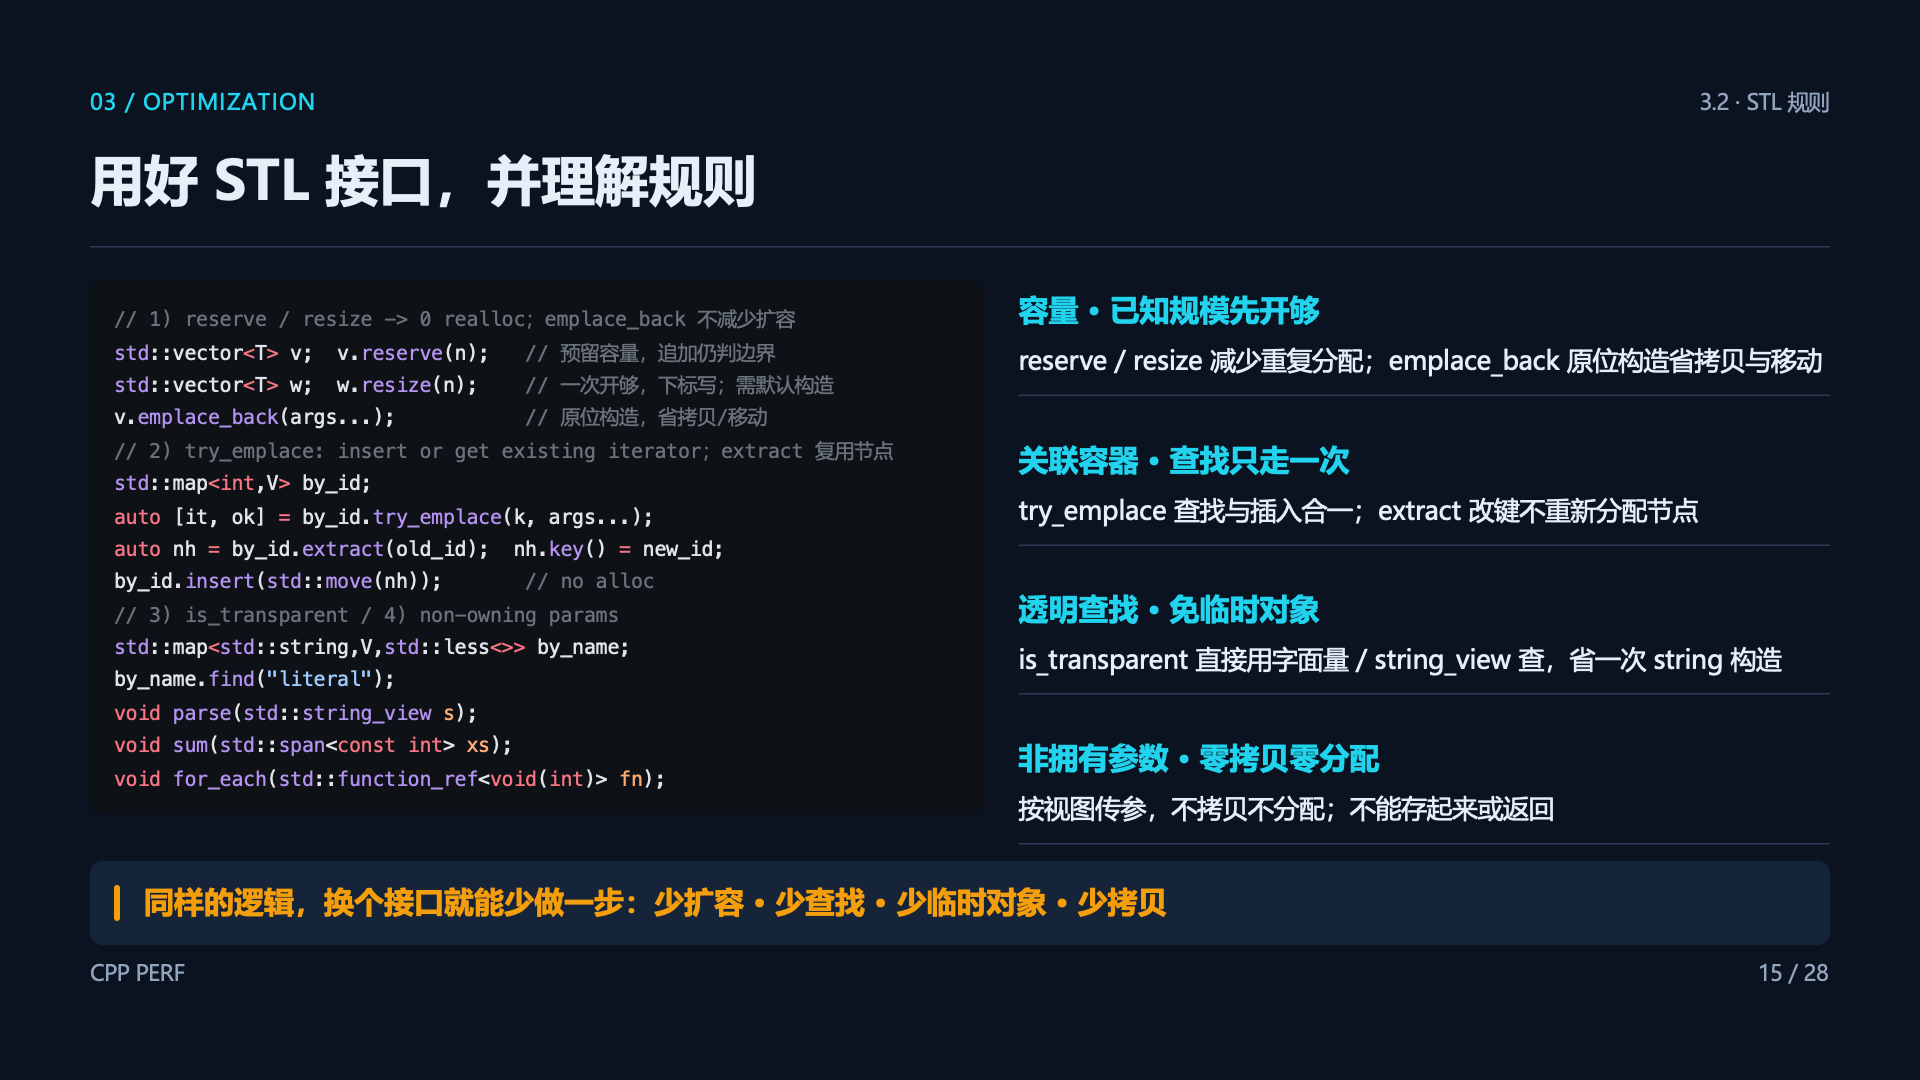 03 / OPTIMIZATION
3.2 · STL 规则
用好 STL 接口，并理解规则
// 1) reserve / resize -> 0 realloc; emplace_back 不减少扩容
std::vector<T> v;  v.reserve(n);   // 预留容量，追加仍判边界
std::vector<T> w;  w.resize(n);    // 一次开够，下标写；需默认构造
v.emplace_back(args...);           // 原位构造，省拷贝/移动
// 2) try_emplace: insert or get existing iterator; extract 复用节点
std::map<int,V> by_id;
auto [it, ok] = by_id.try_emplace(k, args...);
auto nh = by_id.extract(old_id);  nh.key() = new_id;
by_id.insert(std::move(nh));       // no alloc
// 3) is_transparent / 4) non-owning params
std::map<std::string,V,std::less<>> by_name;
by_name.find("literal");
void parse(std::string_view s);
void sum(std::span<const int> xs);
void for_each(std::function_ref<void(int)> fn);
容量 · 已知规模先开够
reserve / resize 减少重复分配；emplace_back 原位构造省拷贝与移动
关联容器 · 查找只走一次
try_emplace 查找与插入合一；extract 改键不重新分配节点
透明查找 · 免临时对象
is_transparent 直接用字面量 / string_view 查，省一次 string 构造
非拥有参数 · 零拷贝零分配
按视图传参，不拷贝不分配；不能存起来或返回
同样的逻辑，换个接口就能少做一步：少扩容 · 少查找 · 少临时对象 · 少拷贝
CPP PERF
15 / 28